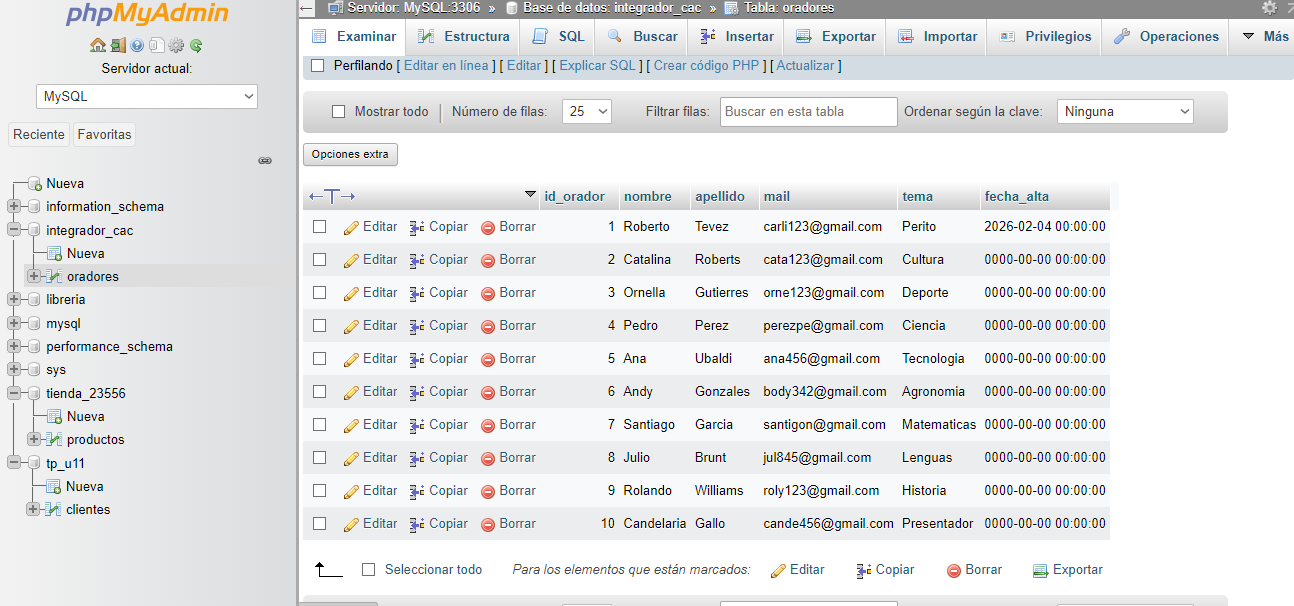 phpMyAdmin
Servidor actual:
MySQL
Reciente Favoritas
Nueva
information_schema
integrador_cac
Nueva
oradores
libreria
mysql
performance_schema
sys
tienda_23556
Nueva
productos
tp_u11
Nueva
clientes
← Servidor: MySQL:3306 » Base de datos: integrador_cac » Tabla: oradores
Examinar Estructura SQL Buscar Insertar Exportar Importar Privilegios Operaciones Más
Perfilando [ Editar en línea ] [ Editar ] [ Explicar SQL ] [ Crear código PHP ] [ Actualizar ]
Mostrar todo Número de filas: 25 Filtrar filas: Buscar en esta tabla Ordenar según la clave: Ninguna
Opciones extra
←T→ id_orador nombre apellido mail tema fecha_alta
Editar Copiar Borrar 1 Roberto Tevez carli123@gmail.com Perito 2026-02-04 00:00:00
Editar Copiar Borrar 2 Catalina Roberts cata123@gmail.com Cultura 0000-00-00 00:00:00
Editar Copiar Borrar 3 Ornella Gutierres orne123@gmail.com Deporte 0000-00-00 00:00:00
Editar Copiar Borrar 4 Pedro Perez perezpe@gmail.com Ciencia 0000-00-00 00:00:00
Editar Copiar Borrar 5 Ana Ubaldi ana456@gmail.com Tecnologia 0000-00-00 00:00:00
Editar Copiar Borrar 6 Andy Gonzales body342@gmail.com Agronomia 0000-00-00 00:00:00
Editar Copiar Borrar 7 Santiago Garcia santigon@gmail.com Matematicas 0000-00-00 00:00:00
Editar Copiar Borrar 8 Julio Brunt jul845@gmail.com Lenguas 0000-00-00 00:00:00
Editar Copiar Borrar 9 Rolando Williams roly123@gmail.com Historia 0000-00-00 00:00:00
Editar Copiar Borrar 10 Candelaria Gallo cande456@gmail.com Presentador 0000-00-00 00:00:00
Seleccionar todo Para los elementos que están marcados: Editar Copiar Borrar Exportar